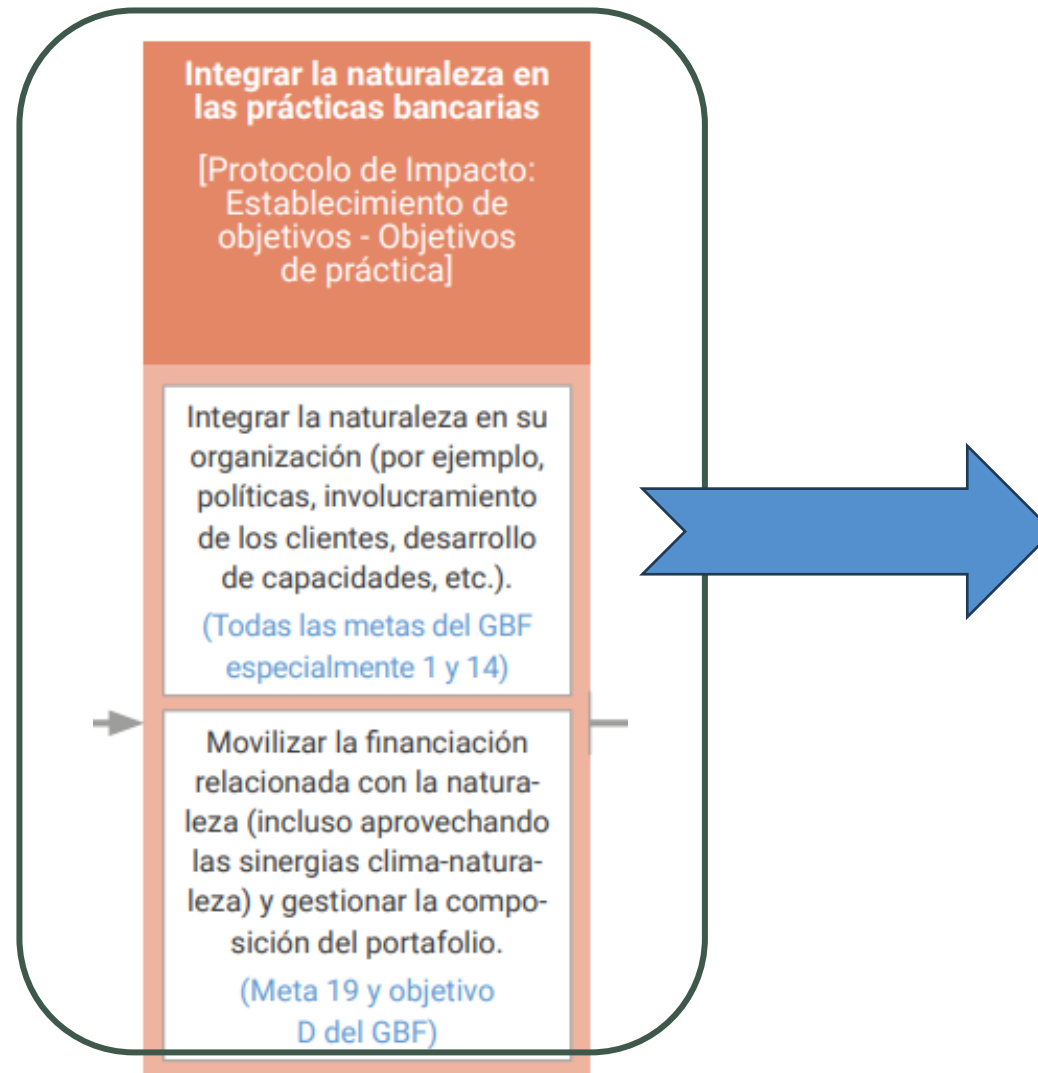 Integrar la naturaleza en
las prácticas bancarias
[Protocolo de Impacto:
Establecimiento de
objetivos - Objetivos
de práctica]
Integrar la naturaleza en su
organización (por ejemplo,
políticas, involucramiento
de los clientes, desarrollo
de capacidades, etc.).
(Todas las metas del GBF
especialmente 1 y 14)
Movilizar la financiación
relacionada con la natura-
leza (incluso aprovechando
las sinergias clima-natura-
leza) y gestionar la compo-
sición del portafolio.
(Meta 19 y objetivo
D del GBF)